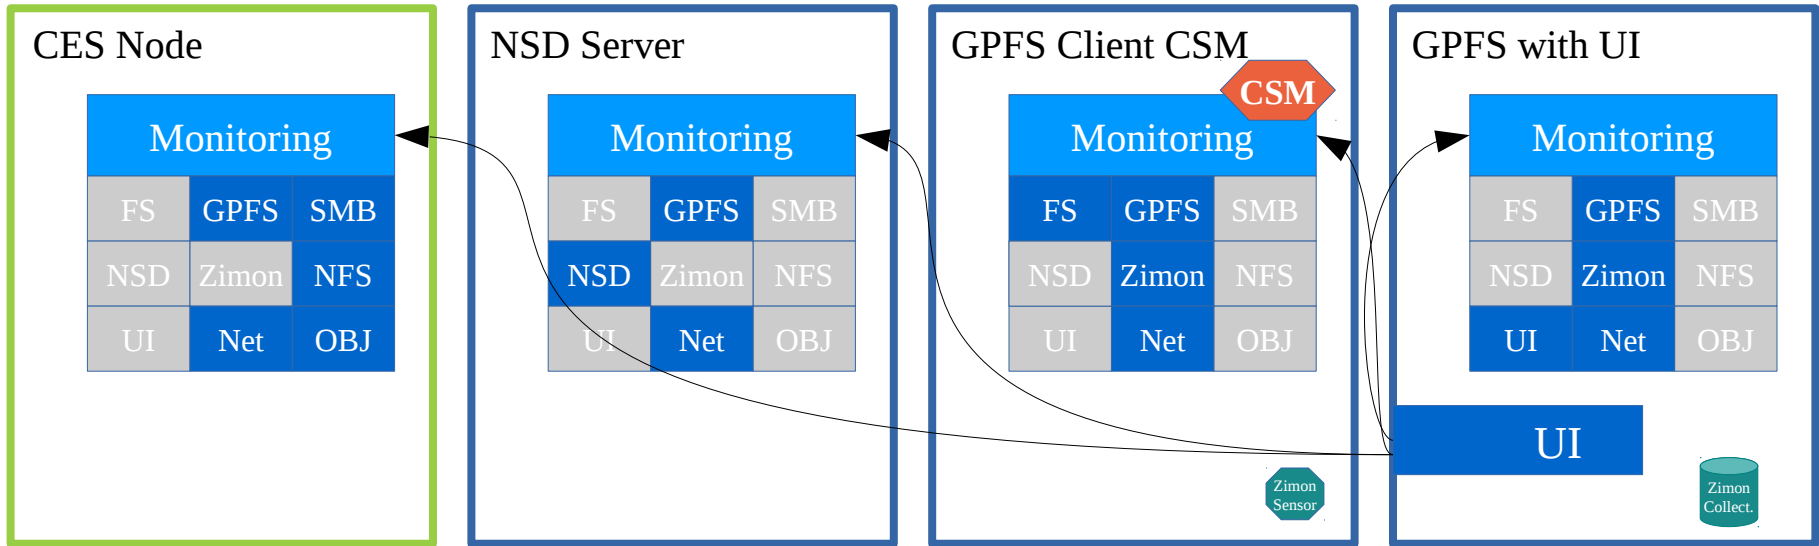 CES Node
Monitoring
FS GPFS SMB
NSD Zimon NFS
UI Net OBJ
NSD Server
Monitoring
FS GPFS SMB
NSD Zimon NFS
UI Net OBJ
GPFS Client CSM
CSM
Monitoring
FS GPFS SMB
NSD Zimon NFS
UI Net OBJ
Zimon
Sensor
GPFS with UI
Monitoring
FS GPFS SMB
NSD Zimon NFS
UI Net OBJ
UI
Zimon
Collect.